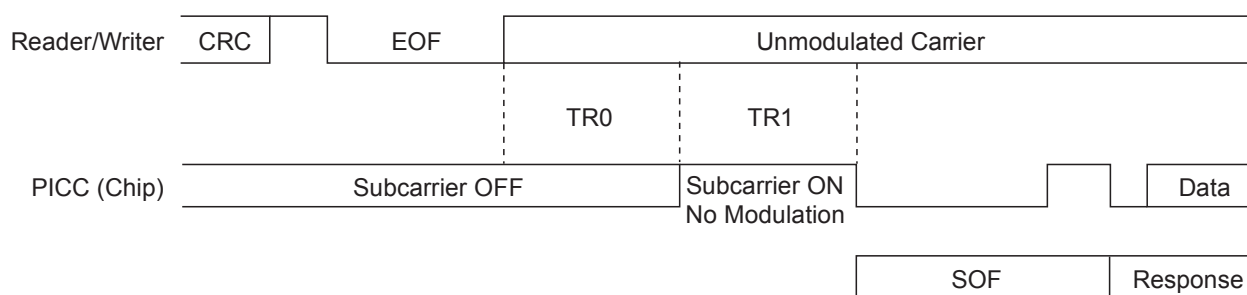 Reader/Writer CRC EOF Unmodulated Carrier
TR0 TR1
PICC (Chip) Subcarrier OFF Subcarrier ON Data
No Modulation
SOF Response